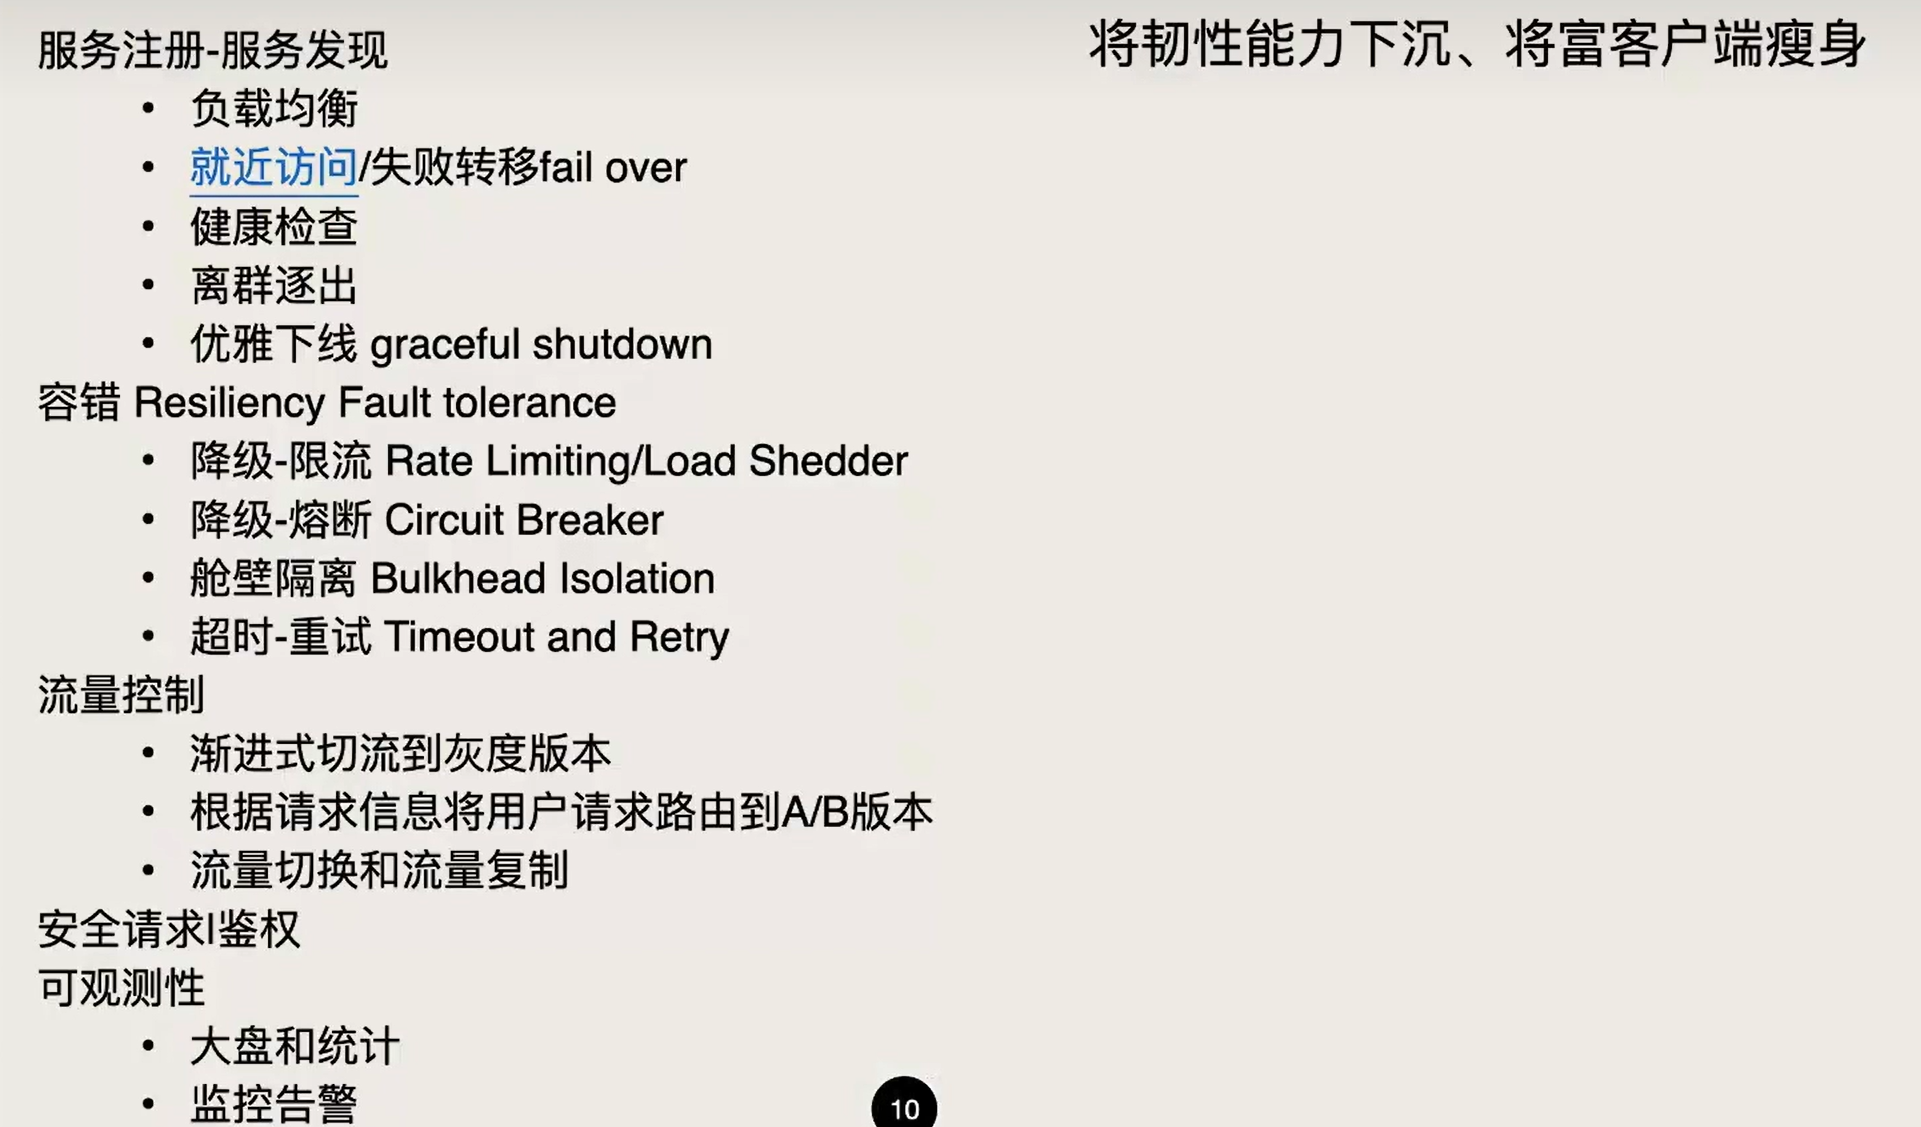 将韧性能力下沉、将富客户端瘦身
服务注册-服务发现
• 负载均衡
• 就近访问/失败转移fail over
• 健康检查
• 离群逐出
• 优雅下线 graceful shutdown
容错 Resiliency Fault tolerance
• 降级-限流 Rate Limiting/Load Shedder
• 降级-熔断 Circuit Breaker
• 舱壁隔离 Bulkhead Isolation
• 超时-重试 Timeout and Retry
流量控制
• 渐进式切流到灰度版本
• 根据请求信息将用户请求路由到A/B版本
• 流量切换和流量复制
安全请求|鉴权
可观测性
• 大盘和统计
• 监控告警
10